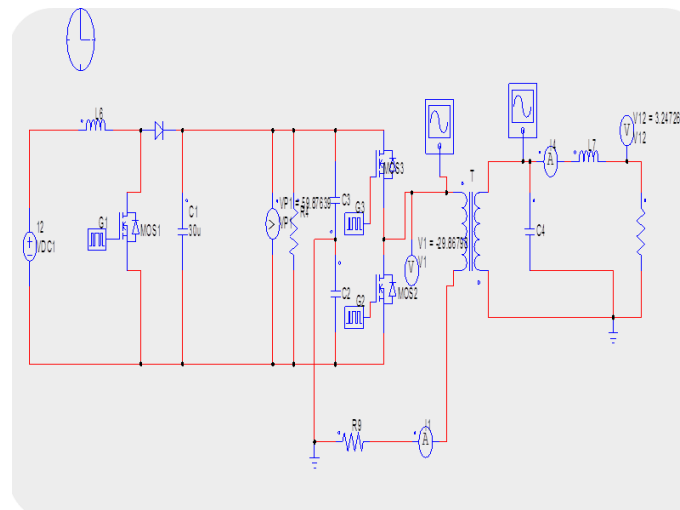 L6
12
VDC1
G1
MOS1
C1
30u
VP1 = 59.87639
VP1
R4
C3
G3
MOS3
C2
G2
MOS2
V1 = -29.86799
V1
T
C4
I4
L7
V12 = 3.24726
V12
R9
I1
A
A
V
V